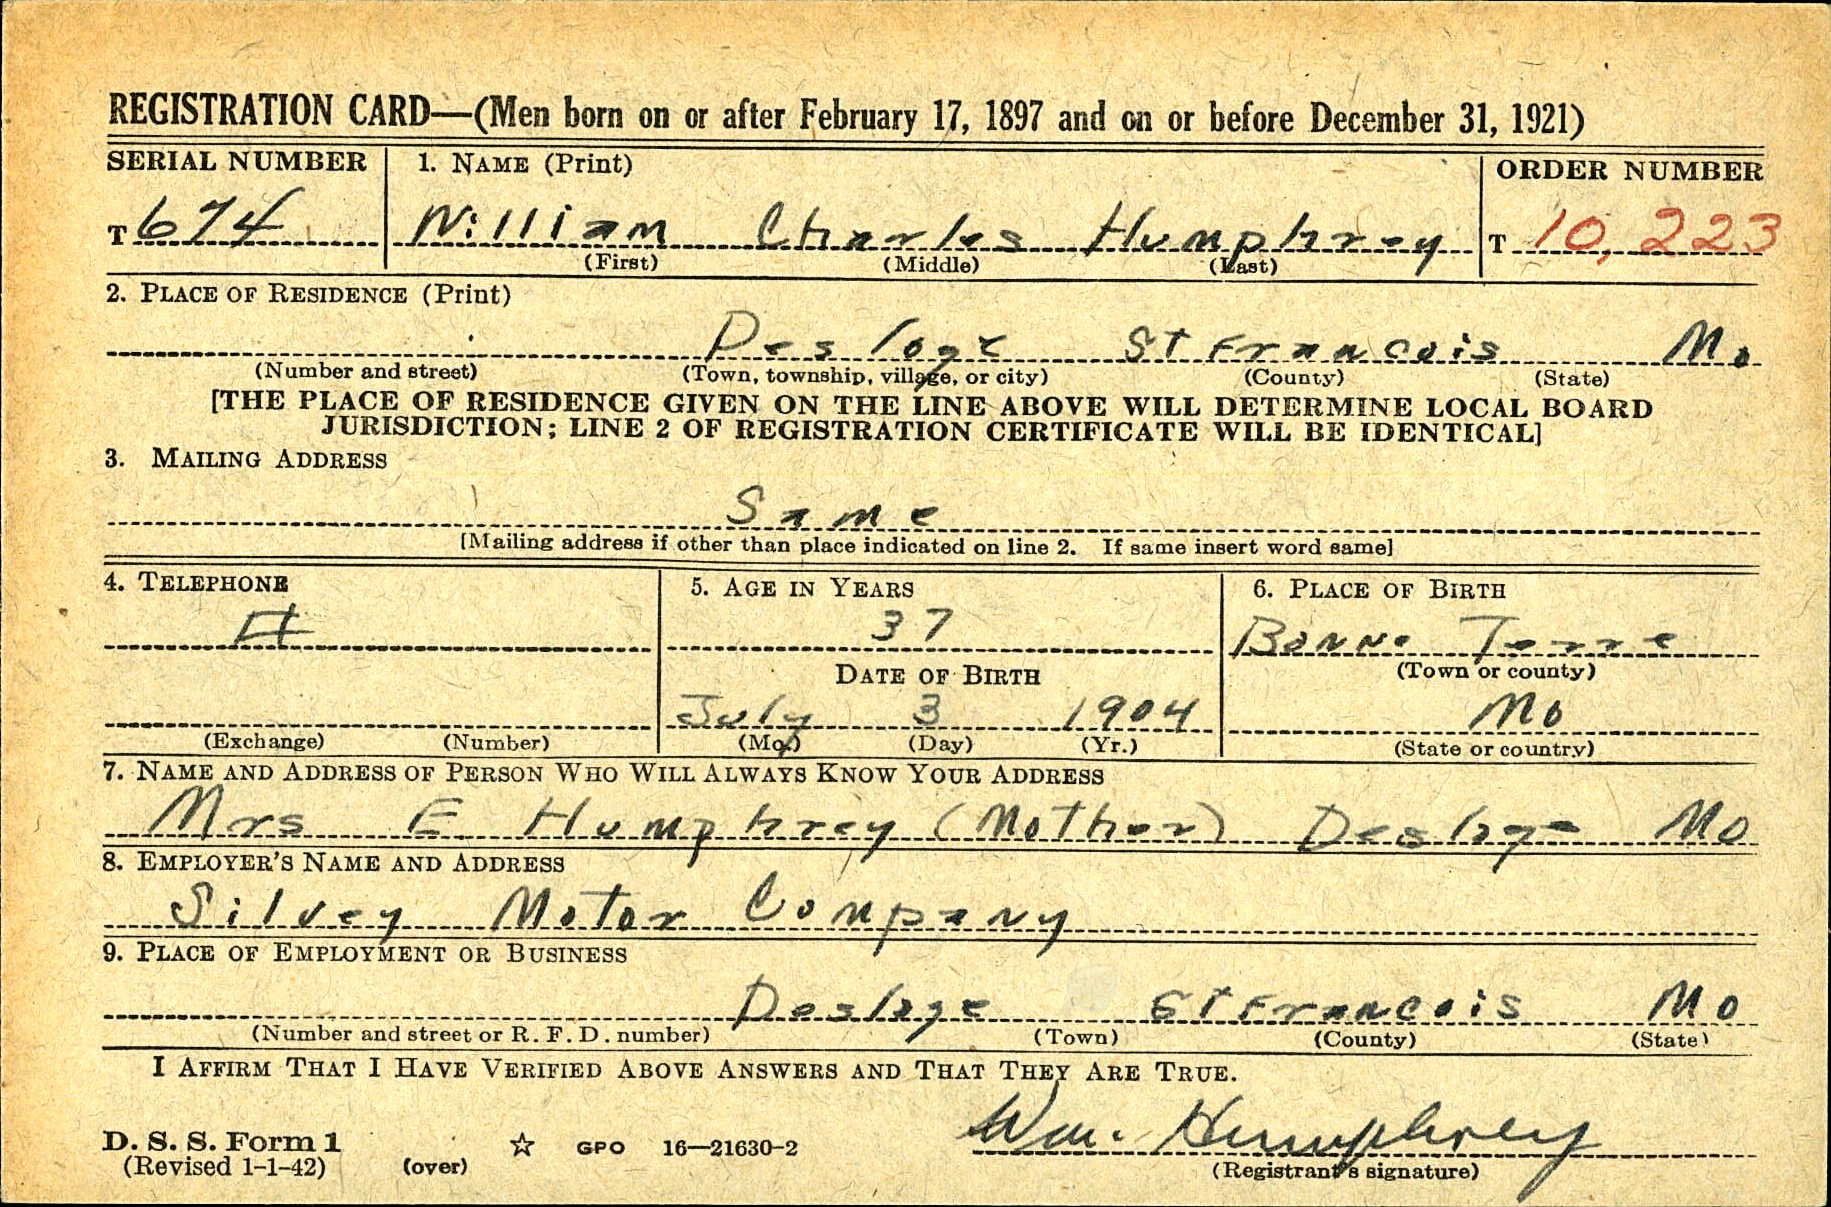 REGISTRATION CARD—(Men born on or after February 17, 1897 and on or before December 31, 1921)
SERIAL NUMBER 1. NAME (Print) ORDER NUMBER
T 674 William Charles Humphrey T 10,223
(First) (Middle) (Last)
2. PLACE OF RESIDENCE (Print)
Desloge St Francois Mo
(Number and street) (Town, township, village, or city) (County) (State)
[THE PLACE OF RESIDENCE GIVEN ON THE LINE ABOVE WILL DETERMINE LOCAL BOARD
JURISDICTION; LINE 2 OF REGISTRATION CERTIFICATE WILL BE IDENTICAL]
3. MAILING ADDRESS
Same
[Mailing address if other than place indicated on line 2. If same insert word same]
4. TELEPHONE 5. AGE IN YEARS 6. PLACE OF BIRTH
37 Bonne Terre
DATE OF BIRTH (Town or county)
July 3 1904 Mo
(Exchange) (Number) (Mo.) (Day) (Yr.) (State or country)
7. NAME AND ADDRESS OF PERSON WHO WILL ALWAYS KNOW YOUR ADDRESS
Mrs E Humphrey (Mother) Desloge Mo
8. EMPLOYER'S NAME AND ADDRESS
Silvey Motor Company
9. PLACE OF EMPLOYMENT OR BUSINESS
Desloge St Francois Mo
(Number and street or R. F. D. number) (Town) (County) (State)
I AFFIRM THAT I HAVE VERIFIED ABOVE ANSWERS AND THAT THEY ARE TRUE.
Wm. Humphrey
D. S. S. Form 1 ☆ GPO 16—21630-2
(Revised 1-1-42) (over) (Registrant's signature)